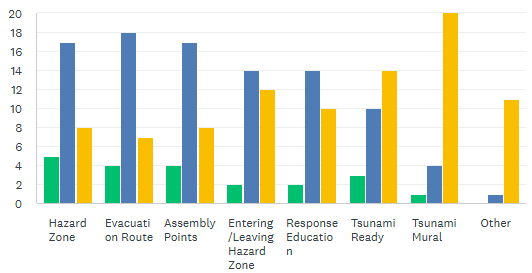 20
18
16
14
12
10
8
6
4
2
0
Hazard
Zone
Evacuati
on Route
Assembly
Points
Entering
/Leaving
Hazard
Zone
Response
Educatio
n
Tsunami
Ready
Tsunami
Mural
Other